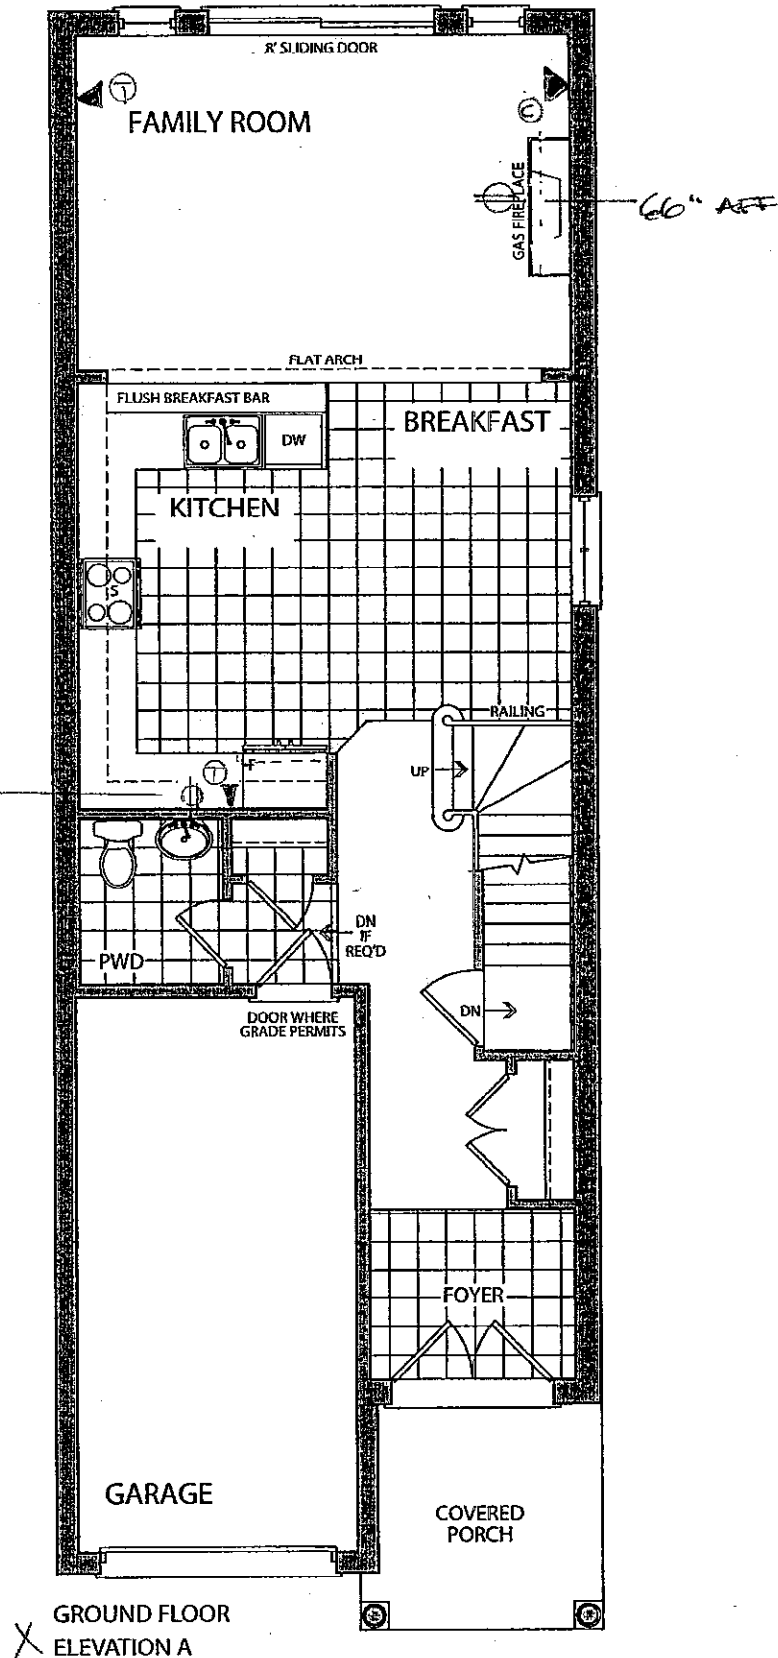 8' SLIDING DOOR
T
FAMILY ROOM
C
GAS FIREPLACE
66" AFF
FLAT ARCH
FLUSH BREAKFAST BAR
BREAKFAST
DW
KITCHEN
S
RAILING
UP
T
F
DN
IF
REQ'D
PWD
DN
DOOR WHERE
GRADE PERMITS
FOYER
GARAGE
COVERED
PORCH
GROUND FLOOR
X ELEVATION A